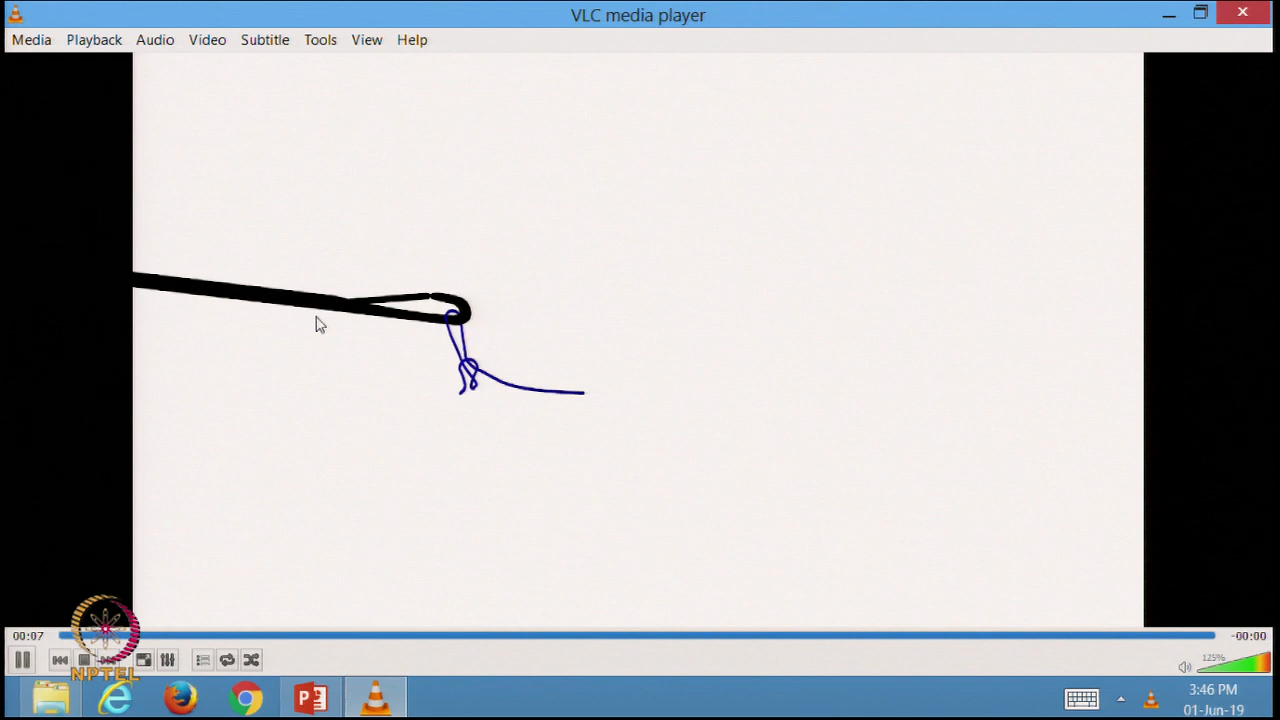 VLC media player
Media Playback Audio Video Subtitle Tools View Help
00:07 -00:00
125%
NPTEL
3:46 PM
01-Jun-19